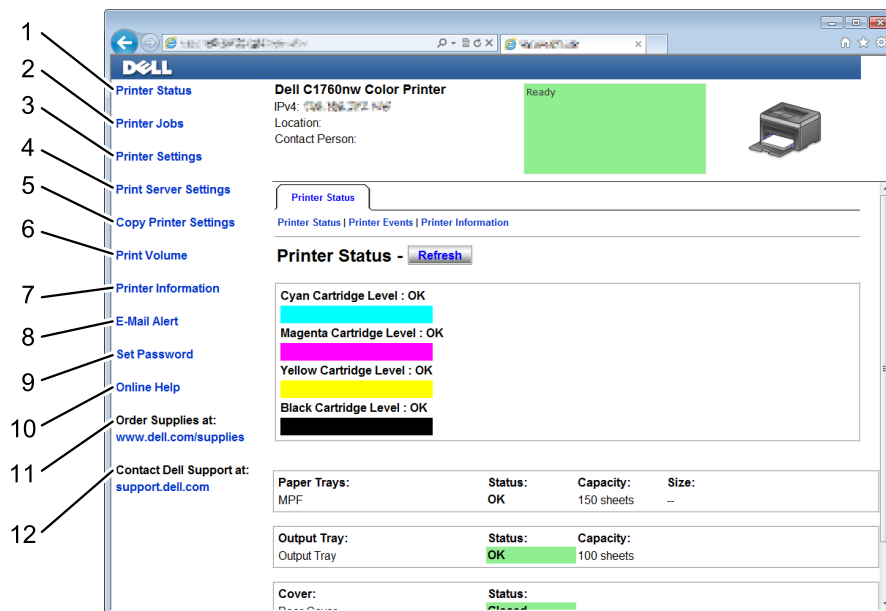 1
2
3
4
5
6
7
8
9
10
11
12
DELL
Printer Status
Printer Jobs
Printer Settings
Print Server Settings
Copy Printer Settings
Print Volume
Printer Information
E-Mail Alert
Set Password
Online Help
Order Supplies at:
www.dell.com/supplies
Contact Dell Support at:
support.dell.com
Dell C1760nw Color Printer
IPv4:
Location:
Contact Person:
Ready
Printer Status
Printer Status | Printer Events | Printer Information
Printer Status - Refresh
Cyan Cartridge Level : OK
Magenta Cartridge Level : OK
Yellow Cartridge Level : OK
Black Cartridge Level : OK
Paper Trays: Status: Capacity: Size:
MPF OK 150 sheets --
Output Tray: Status: Capacity:
Output Tray OK 100 sheets
Cover: Status:
Rear Cover Closed